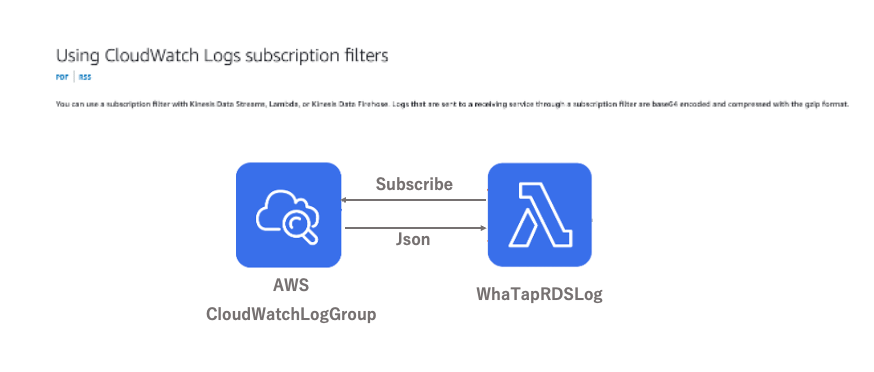 Using CloudWatch Logs subscription filters
PDF | RSS
You can use a subscription filter with Kinesis Data Streams, Lambda, or Kinesis Data Firehose. Logs that are sent to a receiving service through a subscription filter are base64 encoded and compressed with the gzip format.
Subscribe
Json
AWS
CloudWatchLogGroup
WhaTapRDSLog